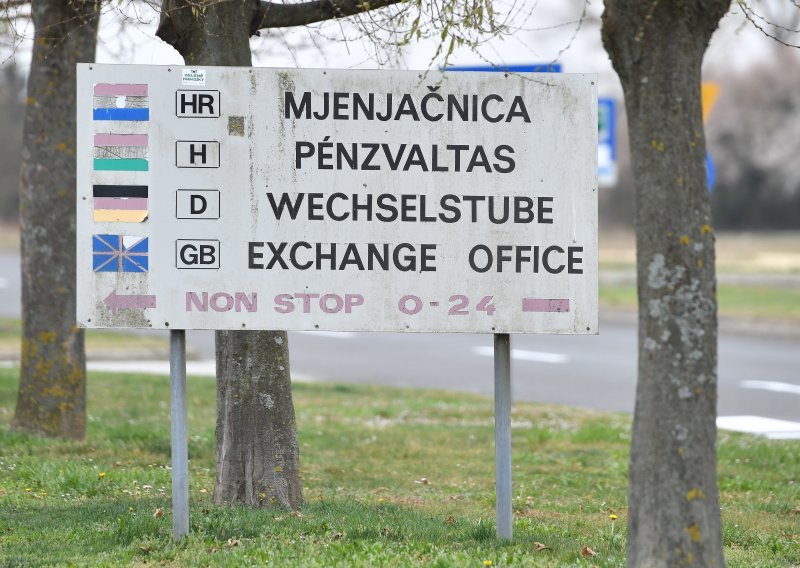 HR MJENJAČNICA
H PÉNZVALTAS
D WECHSELSTUBE
GB EXCHANGE OFFICE
NON STOP 0-24